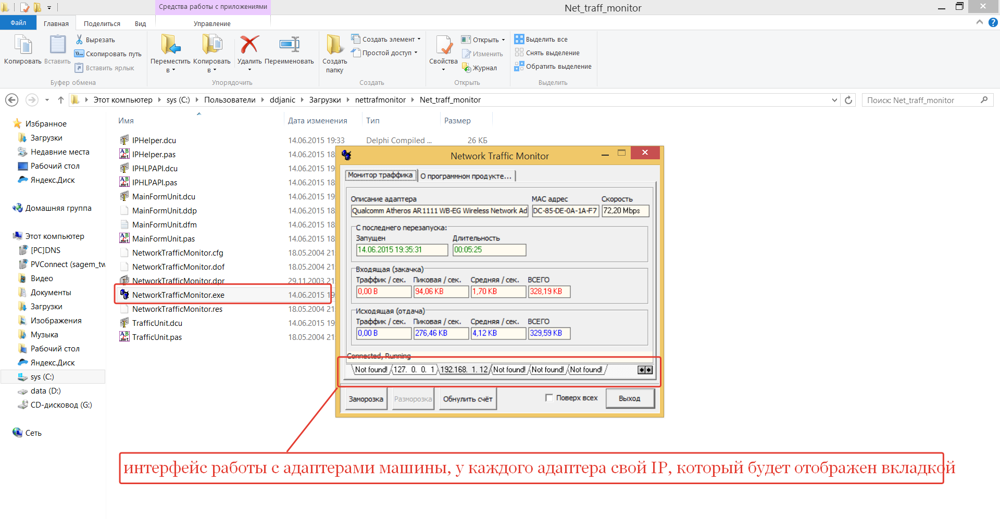 Средства работы с приложениями
Net_traff_monitor
Файл
Главная
Поделиться
Вид
Управление
Копировать
Вставить
Вырезать
Скопировать путь
Вставить ярлык
Буфер обмена
Переместить в
Копировать в
Удалить
Переименовать
Упорядочить
Создать папку
Создать элемент
Простой доступ
Создать
Свойства
Открыть
Изменить
Журнал
Открыть
Выделить все
Снять выделение
Обратить выделение
Выделить
Этот компьютер
sys (C:)
Пользователи
ddjanic
Загрузки
nettrafmonitor
Net_traff_monitor
Поиск: Net_traff_monitor
Избранное
Загрузки
Недавние места
Рабочий стол
Яндекс.Диск
Домашняя группа
Этот компьютер
[PC]DNS
PVConnect (sagem_tw
Видео
Документы
Загрузки
Изображения
Музыка
Рабочий стол
Яндекс.Диск
sys (C:)
data (D:)
CD-дисковод (G:)
Сеть
Имя Дата изменения Тип Размер
IPHelper.dcu 14.06.2015 19:33 Delphi Compiled ... 26 КБ
IPHelper.pas 14.06.2015 18
IPHLPAPI.dcu 14.06.2015 19
IPHLPAPI.pas 14.06.2015 18
MainFormUnit.dcu 14.06.2015 19
MainFormUnit.ddp 14.06.2015 18
MainFormUnit.dfm 14.06.2015 18
MainFormUnit.pas 14.06.2015 18
NetworkTrafficMonitor.cfg 18.05.2004 21
NetworkTrafficMonitor.dof 18.05.2004 21
NetworkTrafficMonitor.dpr 29.11.2003 21
NetworkTrafficMonitor.exe 14.06.2015 19
NetworkTrafficMonitor.res 18.05.2004 21
TrafficUnit.dcu 14.06.2015 19
TrafficUnit.pas 18.05.2004 21
Network Traffic Monitor
Монитор траффика
О программном продукте...
Описание адаптера МАС адрес Скорость
Qualcomm Atheros AR1111 WB-EG Wireless Network Ad DC-85-DE-0A-1A-F7 72,20 Mbps
С последнего перезапуска:
Запущен Длительность
14.06.2015 19:35:31 00:05:25
Входящая (закачка)
Траффик / сек. Пиковая / сек. Средняя / сек. ВСЕГО
0,00 B 94,06 KB 1,70 KB 328,19 KB
Исходящая (отдача)
Траффик / сек. Пиковая / сек. Средняя / сек. ВСЕГО
0,00 B 276,46 KB 4,12 KB 329,59 KB
Connected, Running
Not found! 127. 0. 0. 1 192.168. 1. 12 Not found! Not found! Not found!
Заморозка Разморозка Обнулить счёт Поверх всех Выход
интерфейс работы с адаптерами машины, у каждого адаптера свой IP, который будет отображен вкладкой